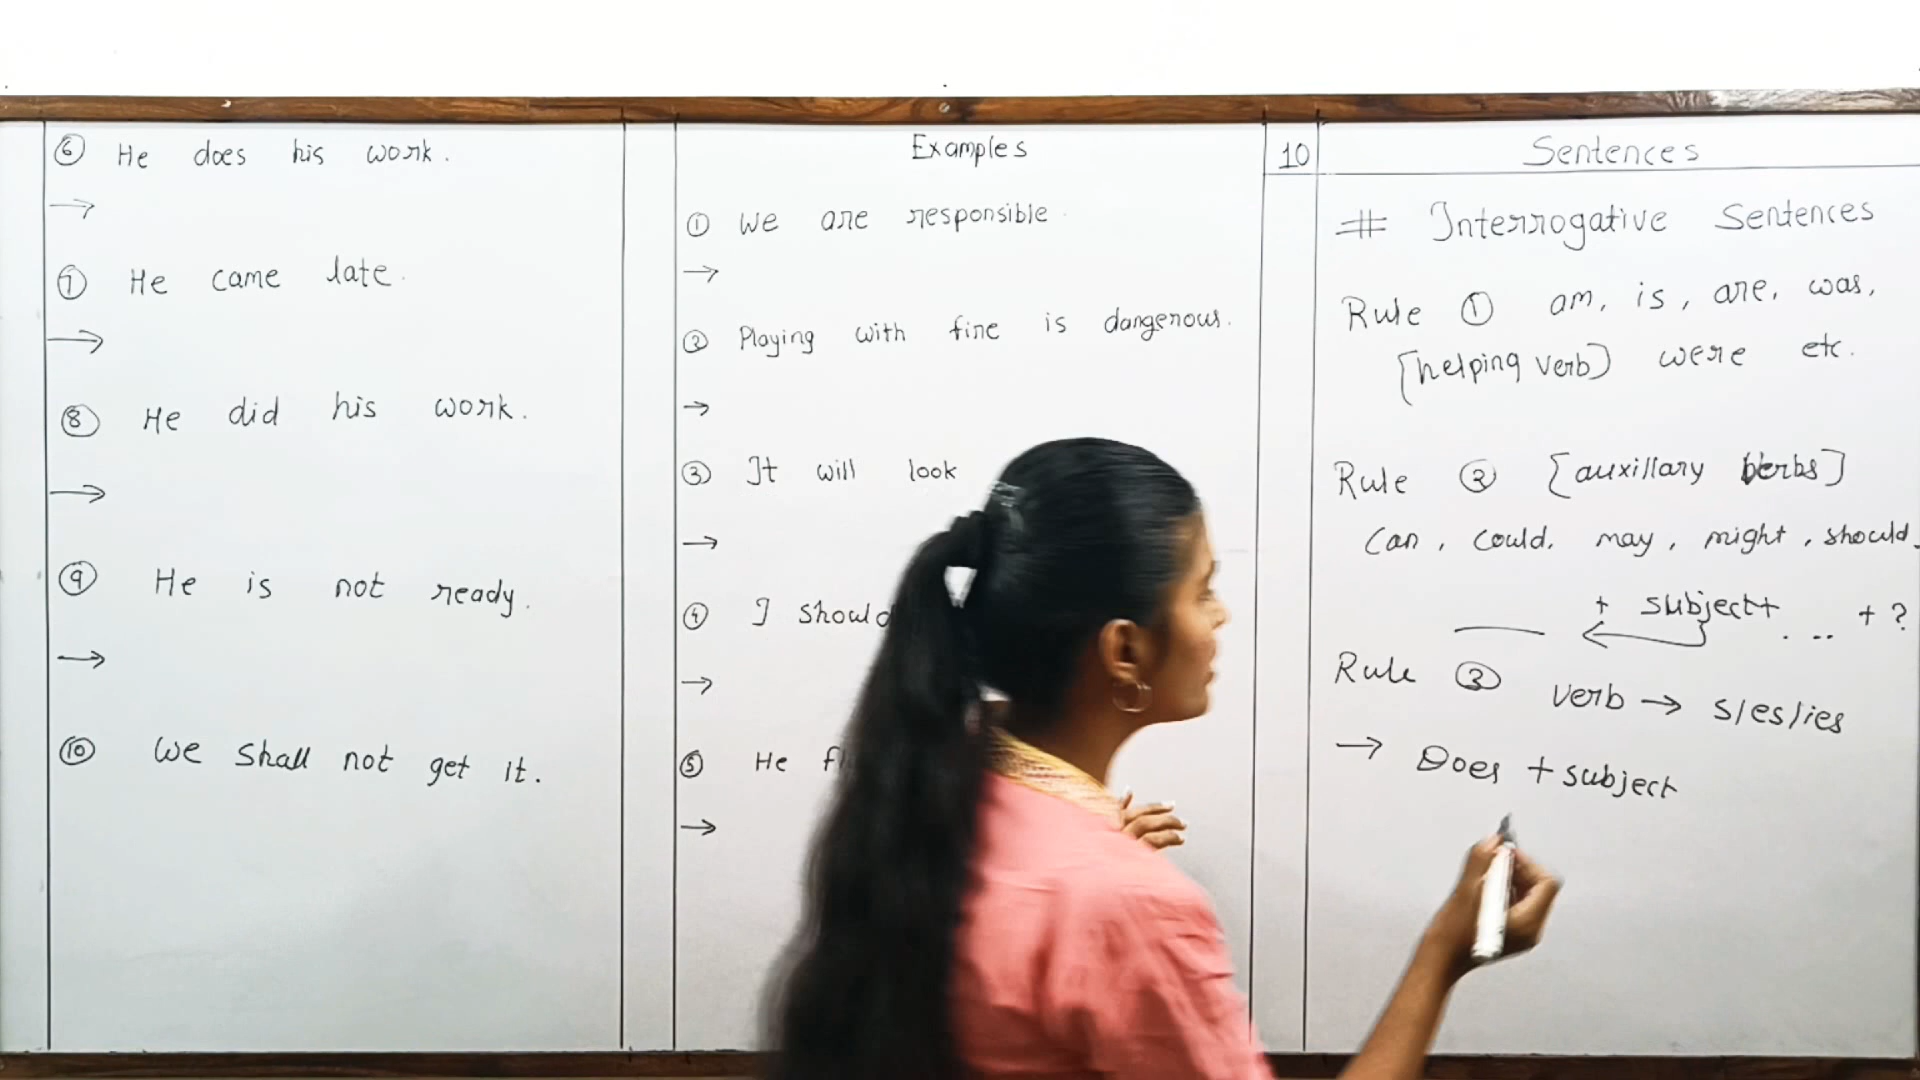 ⑥ He does his work.
→
⑦ He came late.
→
⑧ He did his work.
→
⑨ He is not ready.
→
⑩ We shall not get it.
Examples
① We are responsible
→
② Playing with fire is dangerous.
→
③ It will look
→
④ I should
→
⑤ He
→
10 Sentences
# Interrogative Sentences
Rule ① am, is, are, was,
[helping verb] were etc.
Rule ② [auxillary verbs]
Can, Could, may, might, should
+ subject+ ... + ?
Rule ③ verb → s/es/ies
→ Does + subject